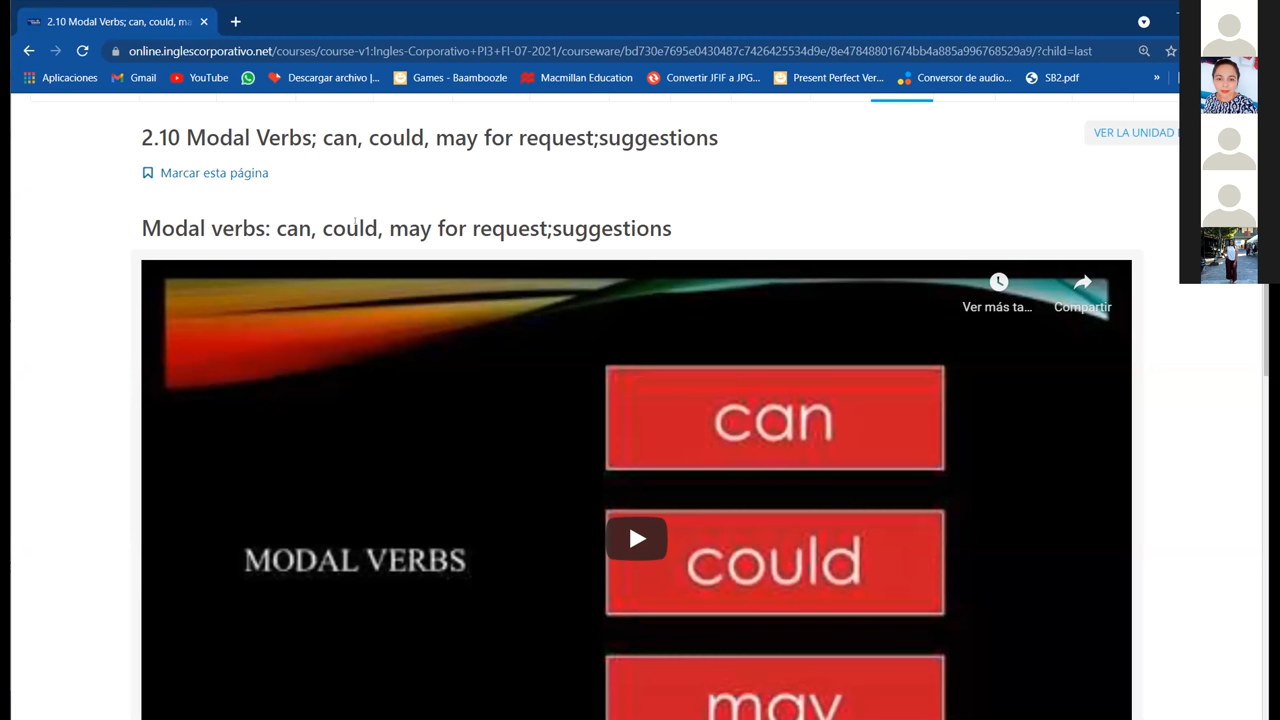 2.10 Modal Verbs; can, could, ma
online.inglescorporativo.net/courses/course-v1:Ingles-Corporativo+PI3+FI-07-2021/courseware/bd730e7695e0430487c7426425534d9e/8e47848801674bb4a885a996768529a9/?child=last
Aplicaciones Gmail YouTube Descargar archivo |... Games - Baamboozle Macmillan Education Convertir JFIF a JPG... Present Perfect Ver... Conversor de audio... SB2.pdf »
2.10 Modal Verbs; can, could, may for request;suggestions
VER LA UNIDAD
Marcar esta página
Modal verbs: can, could, may for request;suggestions
Ver más ta... Compartir
can
MODAL VERBS
could
may